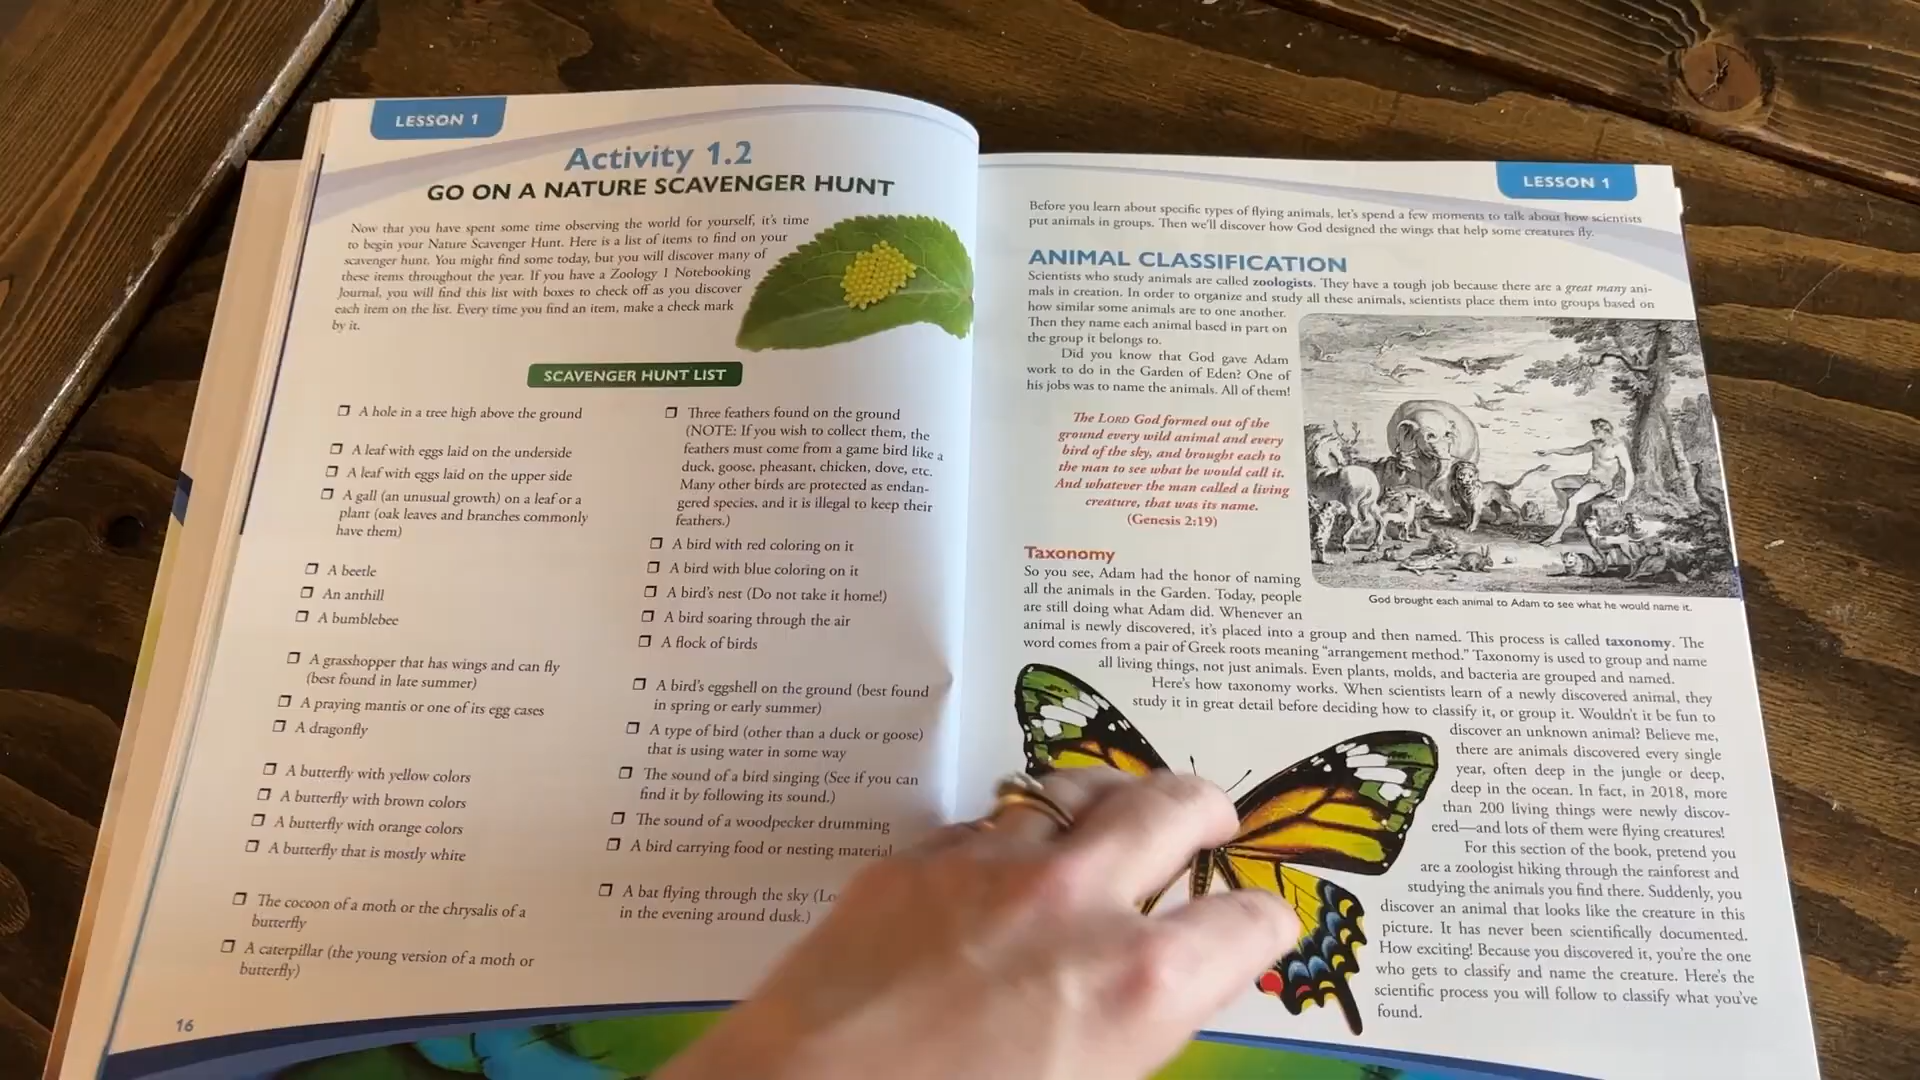 LESSON 1
Activity 1.2
GO ON A NATURE SCAVENGER HUNT
Now that you have spent some time observing the world for yourself, it's time
to begin your Nature Scavenger Hunt. Here is a list of items to find on your
scavenger hunt. You might find some today, but you will discover many of
these items throughout the year. If you have a Zoology 1 Notebooking
Journal, you will find this list with boxes to check off as you discover
each item on the list. Every time you find an item, make a check mark
by it.
SCAVENGER HUNT LIST
A hole in a tree high above the ground
A leaf with eggs laid on the underside
A leaf with eggs laid on the upper side
A gall (an unusual growth) on a leaf or a
plant (oak leaves and branches commonly
have them)
A beetle
An anthill
A bumblebee
A grasshopper that has wings and can fly
(best found in late summer)
A praying mantis or one of its egg cases
A dragonfly
A butterfly with yellow colors
A butterfly with brown colors
A butterfly with orange colors
A butterfly that is mostly white
The cocoon of a moth or the chrysalis of a
butterfly
A caterpillar (the young version of a moth or
butterfly)
Three feathers found on the ground
(NOTE: If you wish to collect them, the
feathers must come from a game bird like a
duck, goose, pheasant, chicken, dove, etc.
Many other birds are protected as endan-
gered species, and it is illegal to keep their
feathers.)
A bird with red coloring on it
A bird with blue coloring on it
A bird's nest (Do not take it home!)
A bird soaring through the air
A flock of birds
A bird's eggshell on the ground (best found
in spring or early summer)
A type of bird (other than a duck or goose)
that is using water in some way
The sound of a bird singing (See if you can
find it by following its sound.)
The sound of a woodpecker drumming
A bird carrying food or nesting material
A bat flying through the sky
in the evening around dusk.)
16
LESSON 1
Before you learn about specific types of flying animals, let's spend a few moments to talk about how scientists
put animals in groups. Then we'll discover how God designed the wings that help some creatures fly.
ANIMAL CLASSIFICATION
Scientists who study animals are called zoologists. They have a tough job because there are a great many ani-
mals in creation. In order to organize and study all these animals, scientists place them into groups based on
how similar some animals are to one another.
Then they name each animal based in part on
the group it belongs to.
Did you know that God gave Adam
work to do in the Garden of Eden? One of
his jobs was to name the animals. All of them!
The LORD God formed out of the
ground every wild animal and every
bird of the sky, and brought each to
the man to see what he would call it.
And whatever the man called a living
creature, that was its name.
(Genesis 2:19)
God brought each animal to Adam to see what he would name it.
Taxonomy
So you see, Adam had the honor of naming
all the animals in the Garden. Today, people
are still doing what Adam did. Whenever an
animal is newly discovered, it's placed into a group and then named. This process is called taxonomy. The
word comes from a pair of Greek roots meaning "arrangement method." Taxonomy is used to group and name
all living things, not just animals. Even plants, molds, and bacteria are grouped and named.
Here's how taxonomy works. When scientists learn of a newly discovered animal, they
study it in great detail before deciding how to classify it, or group it. Wouldn't it be fun to
discover an unknown animal? Believe me,
there are animals discovered every single
year, often deep in the jungle or deep,
deep in the ocean. In fact, in 2018, more
than 200 living things were newly discov-
ered—and lots of them were flying creatures!
For this section of the book, pretend you
are a zoologist hiking through the rainforest and
studying the animals you find there. Suddenly, you
discover an animal that looks like the creature in this
picture. It has never been scientifically documented.
How exciting! Because you discovered it, you're the one
who gets to classify and name the creature. Here's the
scientific process you will follow to classify what you've
found.